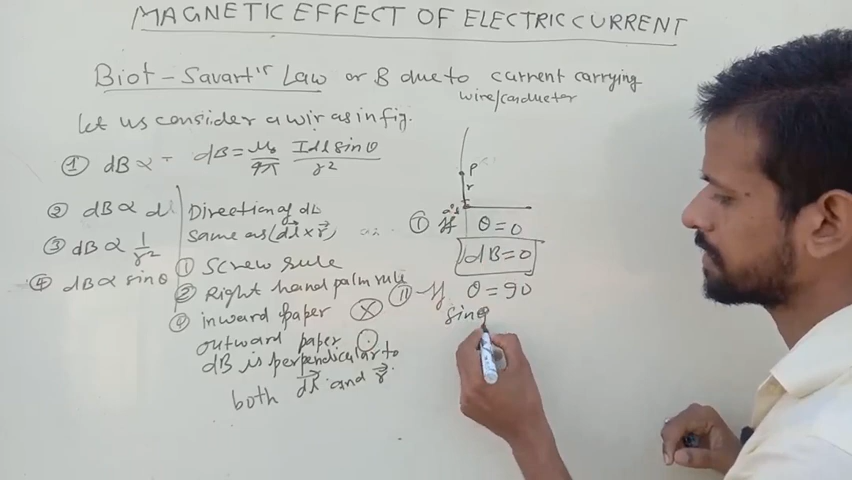 MAGNETIC EFFECT OF ELECTRIC CURRENT
Biot-Savart's Law or B due to current carrying
wire/conductor
let us consider a wir as in fig.
① dB ∝ dB = μ₀/4π Idl sinθ/r²
② dB ∝ dl
③ dB ∝ 1/r²
④ dB ∝ sinθ
Direction of dB
same as (dl⃗ × r⃗)
① Screw rule
② Right hand palm rule
inward paper ⓧ
outward paper ⊙
dB is perpendicular to
both dl⃗ and r⃗.
P
r
① If θ = 0
dB = 0
② If θ = 90
sinθ